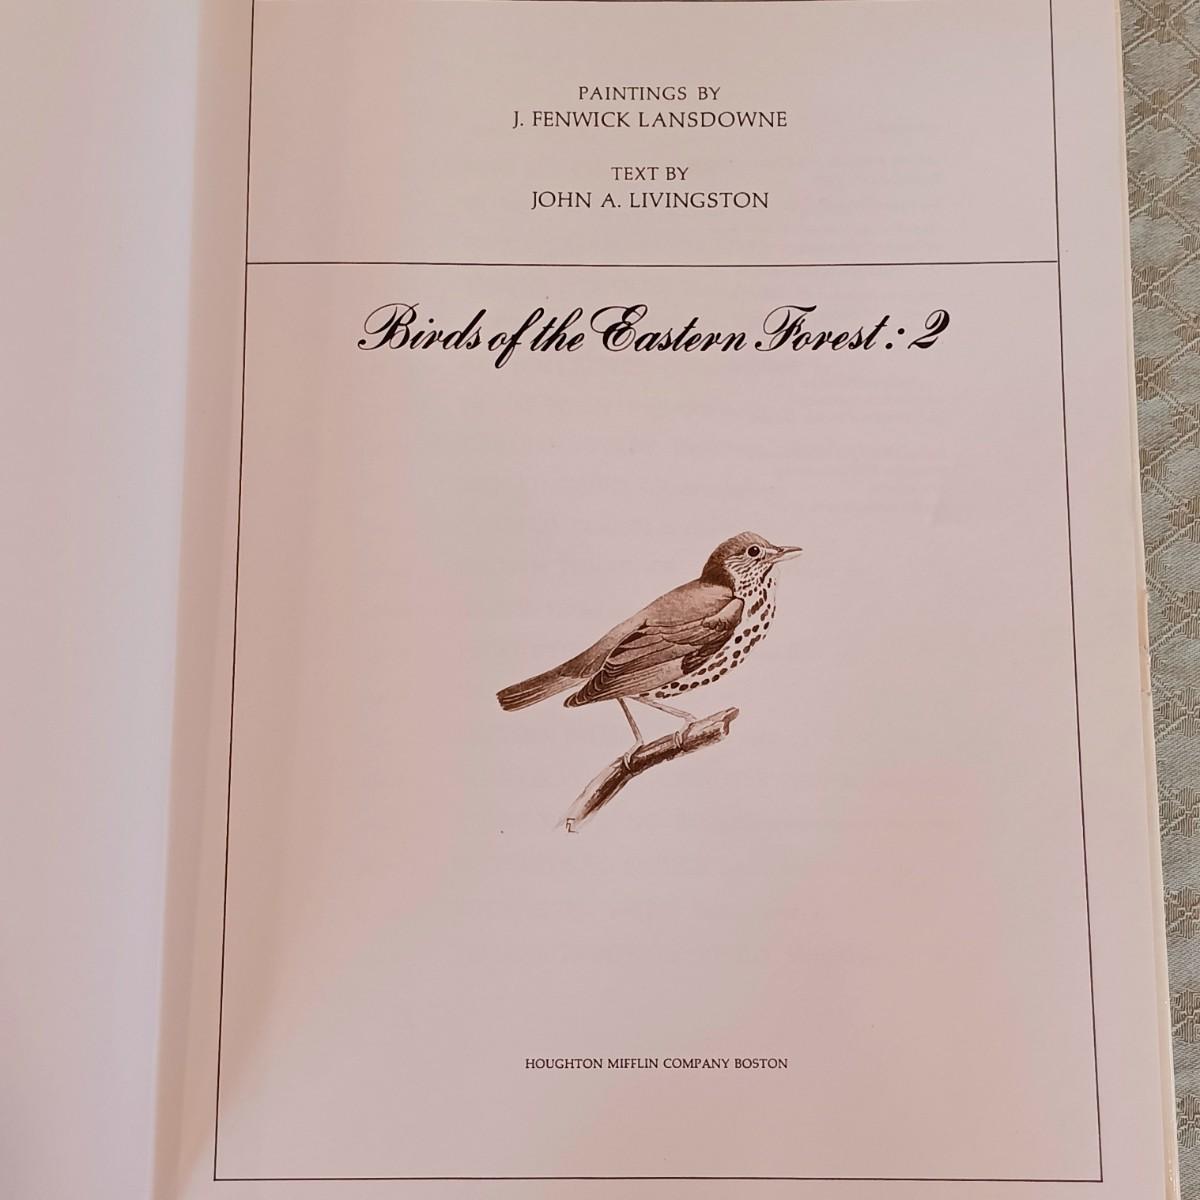 PAINTINGS BY
J. FENWICK LANSDOWNE
TEXT BY
JOHN A. LIVINGSTON
Birds of the Eastern Forest: 2
HOUGHTON MIFFLIN COMPANY BOSTON